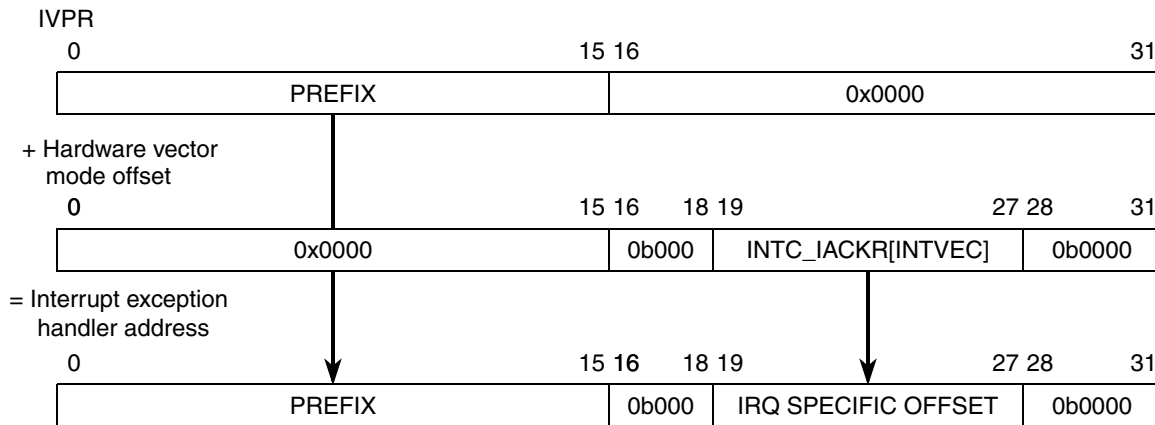 IVPR
0 15 16 31
PREFIX 0x0000
+ Hardware vector
mode offset
0 15 16 18 19 27 28 31
0x0000 0b000 INTC_IACKR[INTVEC] 0b0000
= Interrupt exception
handler address
0 15 16 18 19 27 28 31
PREFIX 0b000 IRQ SPECIFIC OFFSET 0b0000